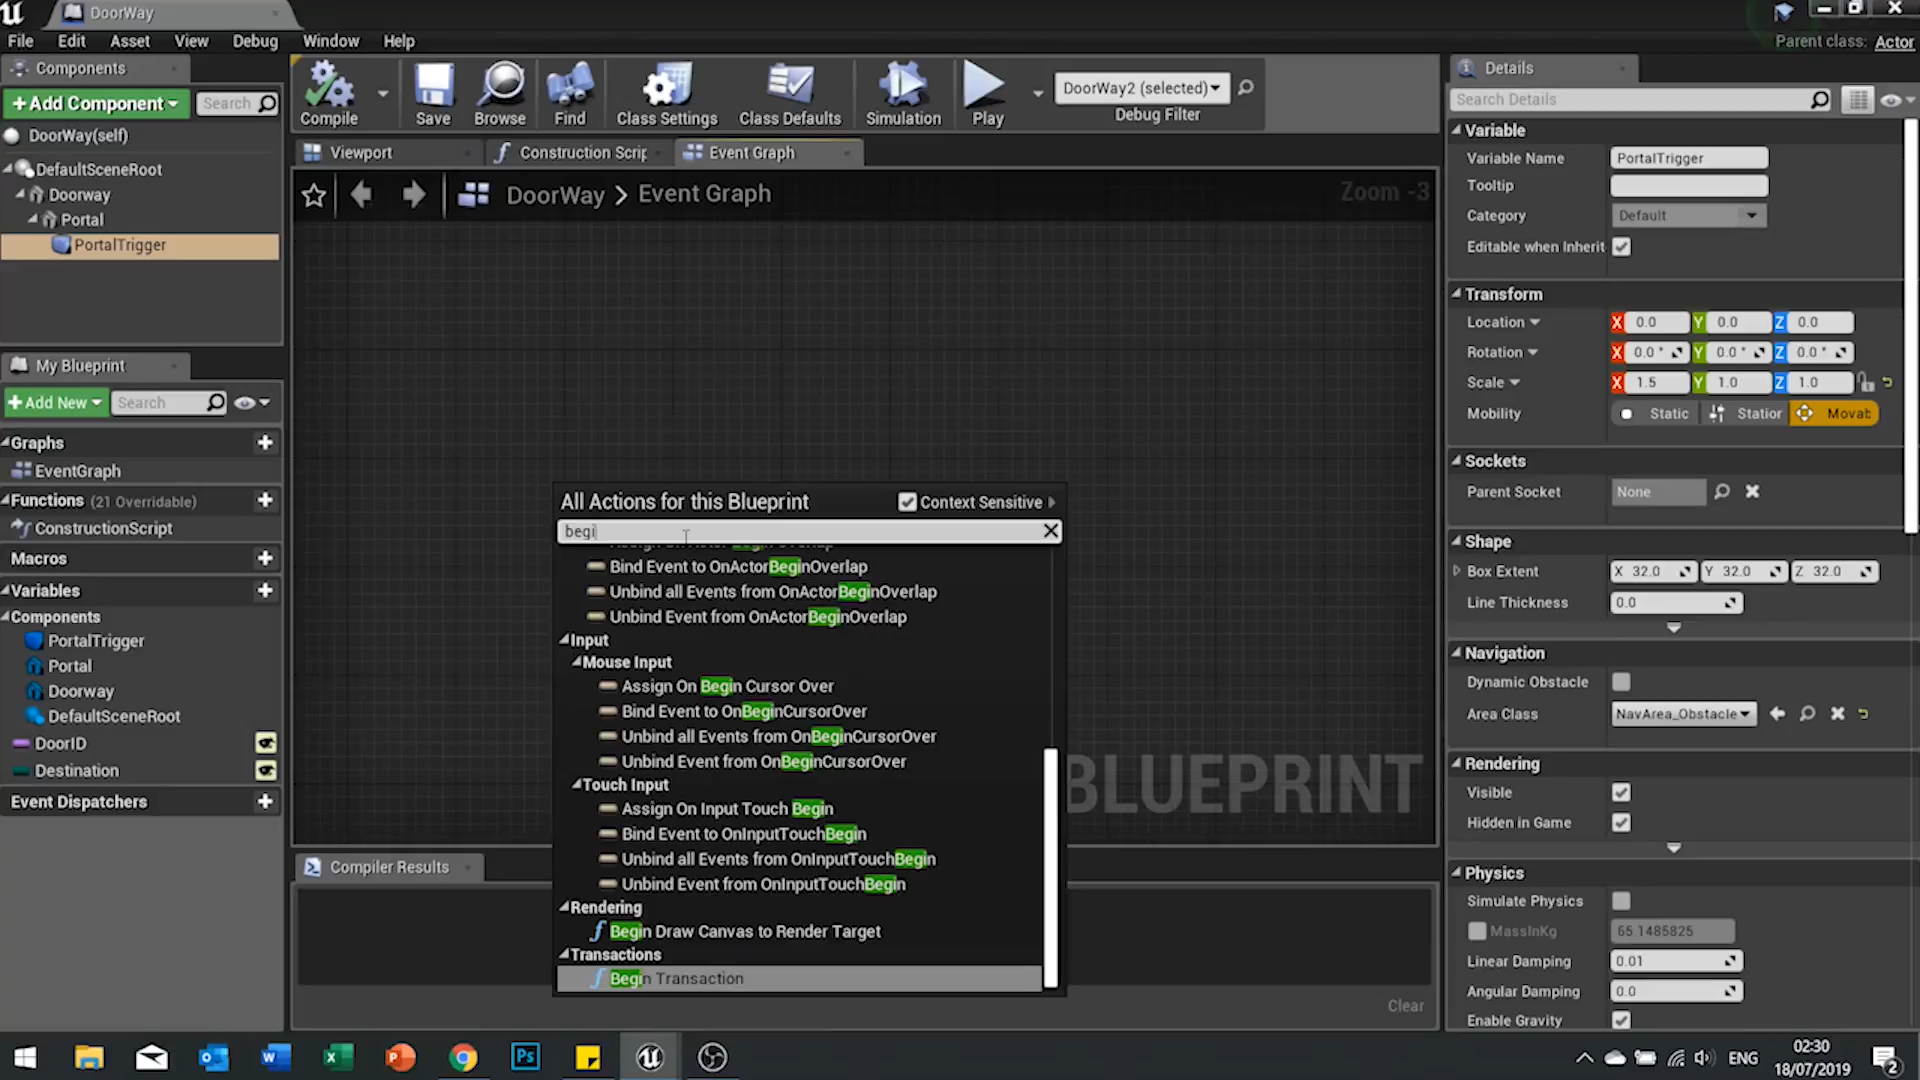 DoorWay
File Edit Asset View Debug Window Help
Parent class: Actor
Components
+Add Component
Search
DoorWay(self)
DefaultSceneRoot
Doorway
Portal
PortalTrigger
Compile
Save
Browse
Find
Class Settings
Class Defaults
Simulation
Play
DoorWay2 (selected)
Debug Filter
Viewport
Construction Scrip
Event Graph
DoorWay > Event Graph
Zoom -3
My Blueprint
+Add New
Search
Graphs
EventGraph
Functions (21 Overridable)
ConstructionScript
Macros
Variables
Components
PortalTrigger
Portal
Doorway
DefaultSceneRoot
DoorID
Destination
Event Dispatchers
All Actions for this Blueprint
Context Sensitive
begi
Bind Event to OnActorBeginOverlap
Unbind all Events from OnActorBeginOverlap
Unbind Event from OnActorBeginOverlap
Input
Mouse Input
Assign On Begin Cursor Over
Bind Event to OnBeginCursorOver
Unbind all Events from OnBeginCursorOver
Unbind Event from OnBeginCursorOver
Touch Input
Assign On Input Touch Begin
Bind Event to OnInputTouchBegin
Unbind all Events from OnInputTouchBegin
Unbind Event from OnInputTouchBegin
Rendering
Begin Draw Canvas to Render Target
Transactions
Begin Transaction
BLUEPRINT
Compiler Results
Clear
Details
Search Details
Variable
Variable Name PortalTrigger
Tooltip
Category Default
Editable when Inherit
Transform
Location X 0.0 Y 0.0 Z 0.0
Rotation X 0.0 ° Y 0.0 ° Z 0.0 °
Scale X 1.5 Y 1.0 Z 1.0
Mobility Static Statior Movab
Sockets
Parent Socket None
Shape
Box Extent X 32.0 Y 32.0 Z 32.0
Line Thickness 0.0
Navigation
Dynamic Obstacle
Area Class NavArea_Obstacle
Rendering
Visible
Hidden in Game
Physics
Simulate Physics
MassInKg 65.1485825
Linear Damping 0.01
Angular Damping 0.0
Enable Gravity
ENG
02:30
18/07/2019
2